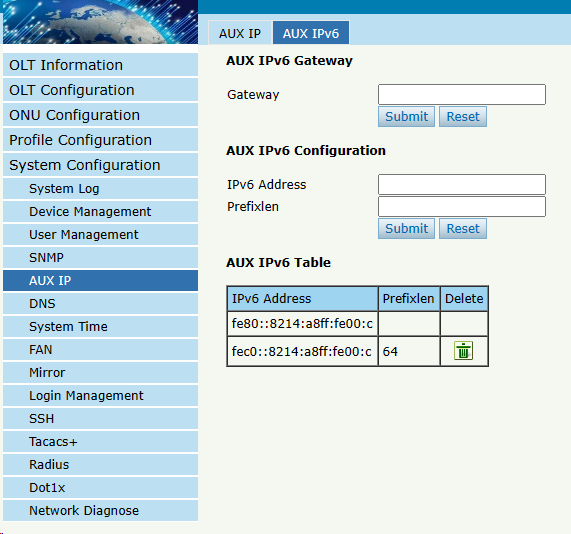 AUX IP AUX IPv6
OLT Information
OLT Configuration
ONU Configuration
Profile Configuration
System Configuration
System Log
Device Management
User Management
SNMP
AUX IP
DNS
System Time
FAN
Mirror
Login Management
SSH
Tacacs+
Radius
Dot1x
Network Diagnose
AUX IPv6 Gateway
Gateway
Submit Reset
AUX IPv6 Configuration
IPv6 Address
Prefixlen
Submit Reset
AUX IPv6 Table
IPv6 Address Prefixlen Delete
fe80::8214:a8ff:fe00:c
fec0::8214:a8ff:fe00:c 64